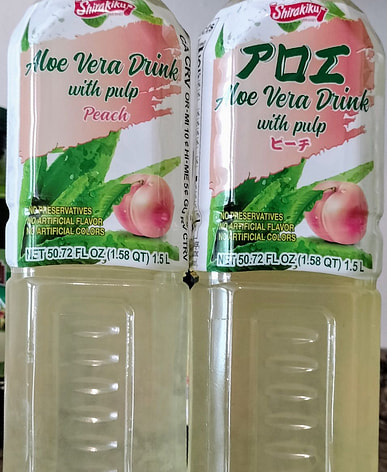 Shirakiku
Aloe Vera Drink
with pulp
Peach
NO PRESERVATIVES
NO ARTIFICIAL FLAVOR
NO ARTIFICIAL COLORS
NET 50.72 FL OZ (1.58 QT) 1.5 L
Shirakiku
アロエ
Aloe Vera Drink
with pulp
ピーチ
NO PRESERVATIVES
NO ARTIFICIAL FLAVOR
NO ARTIFICIAL COLORS
NET 50.72 FL OZ (1.58 QT) 1.5 L